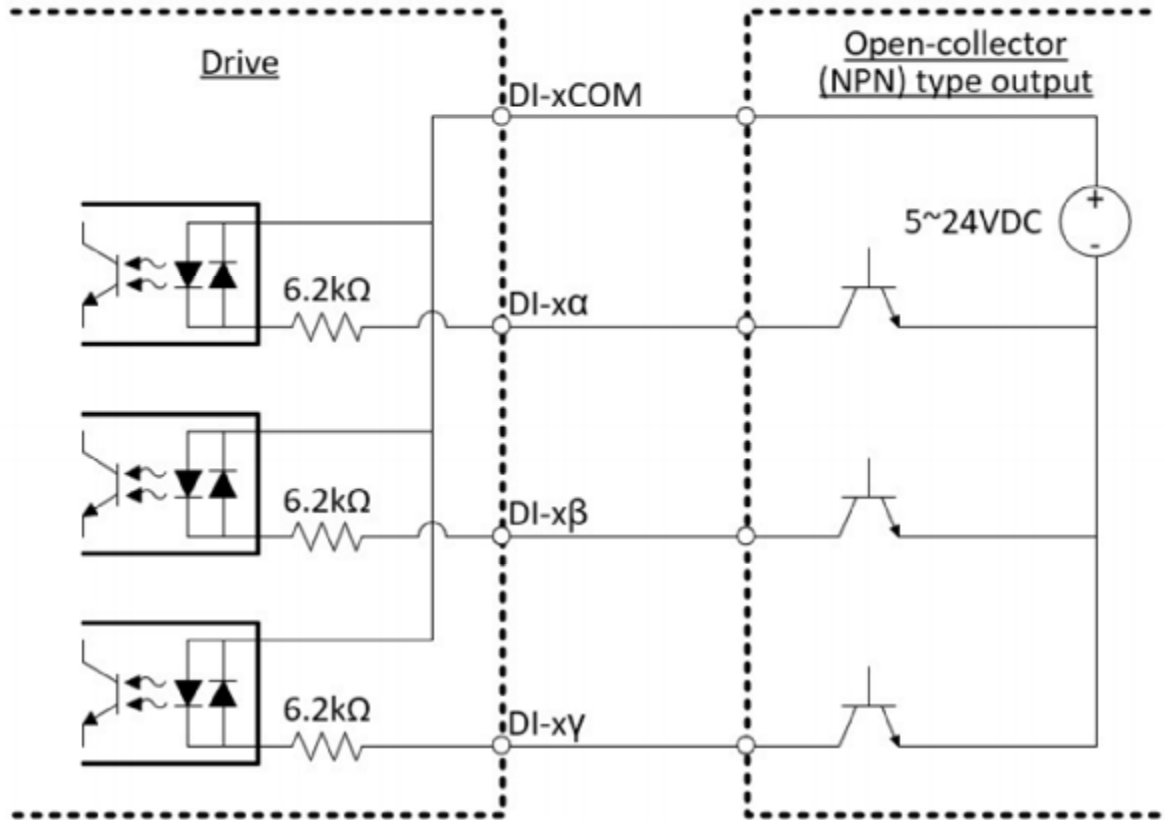 Drive
Open-collector
(NPN) type output
DI-xCOM
5~24VDC
+
-
6.2kΩ
DI-xα
6.2kΩ
DI-xβ
6.2kΩ
DI-xγ